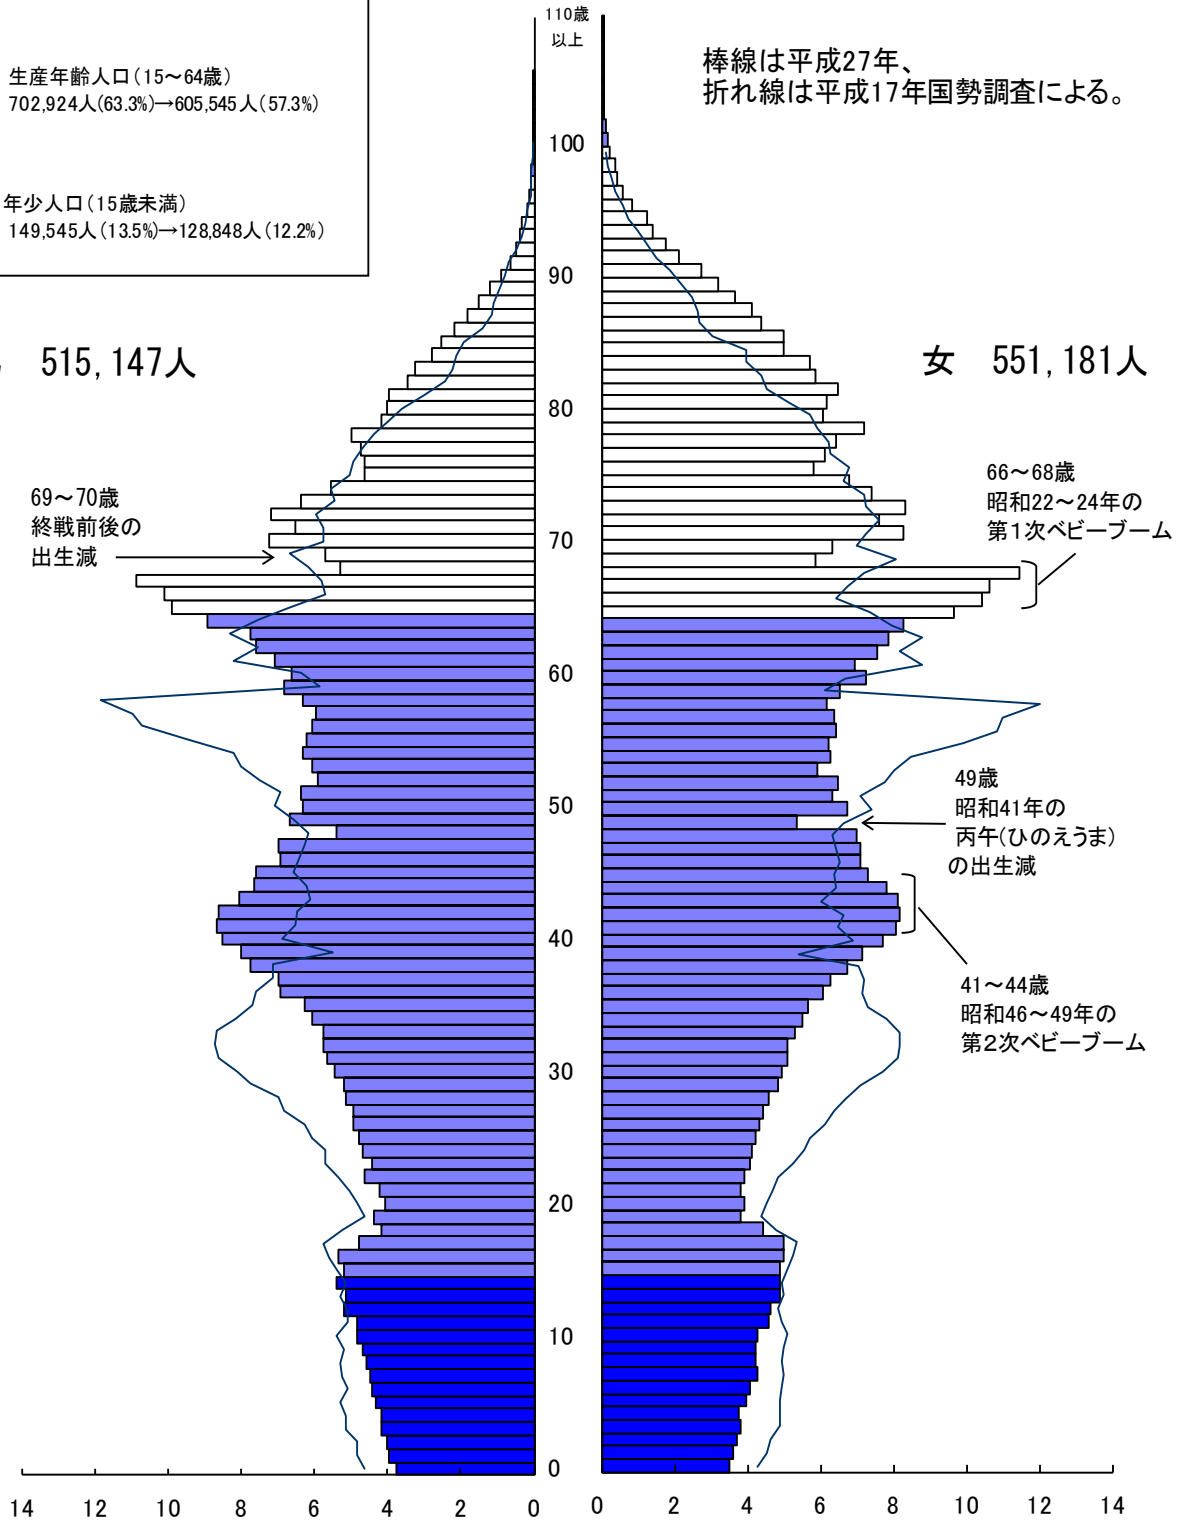 110歳
以上
生産年齢人口(15～64歳)
702,924人(63.3%)→605,545人(57.3%)
年少人口(15歳未満)
149,545人(13.5%)→128,848人(12.2%)
棒線は平成27年、
折れ線は平成17年国勢調査による。
515,147人
女 551,181人
69～70歳
終戦前後の
出生減
66～68歳
昭和22～24年の
第1次ベビーブーム
49歳
昭和41年の
丙午(ひのえうま)
の出生減
41～44歳
昭和46～49年の
第2次ベビーブーム
100
90
80
70
60
50
40
30
20
10
0
14 12 10 8 6 4 2 0
0 2 4 6 8 10 12 14